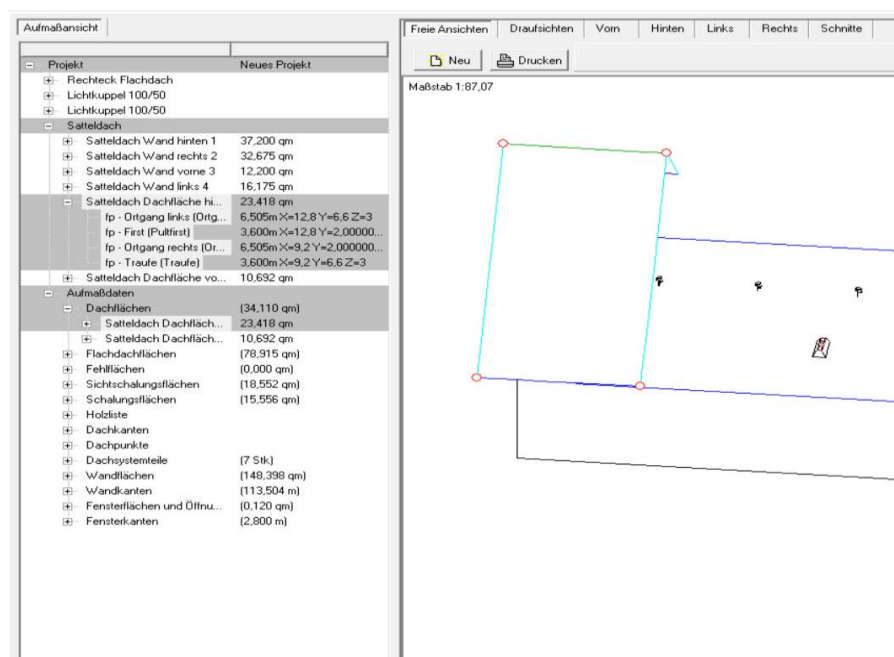 Aufmaßansicht
Projekt Neues Projekt
Rechteck Flachdach
Lichtkuppel 100/50
Lichtkuppel 100/50
Satteldach
Satteldach Wand hinten 1 37,200 qm
Satteldach Wand rechts 2 32,675 qm
Satteldach Wand vorne 3 12,200 qm
Satteldach Wand links 4 16,175 qm
Satteldach Dachfläche hi... 23,418 qm
fp - Ortgang links (Ortg... 6,505m X=12,8 Y=6,6 Z=3
fp - First (Pultfirst) 3,600m X=12,8 Y=2,00000...
fp - Ortgang rechts (Or... 6,505m X=9,2 Y=2,000000...
fp - Traufe (Traufe) 3,600m X=9,2 Y=6,6 Z=3
Satteldach Dachfläche vo... 10,692 qm
Aufmaßdaten
Dachflächen (34,110 qm)
Satteldach Dachfläch... 23,418 qm
Satteldach Dachfläch... 10,692 qm
Flachdachflächen (78,915 qm)
Fehlflächen (0,000 qm)
Sichtschalungsflächen (18,552 qm)
Schalungsflächen (15,556 qm)
Holzliste
Dachkanten
Dachpunkte
Dachsystemteile (7 Stk)
Wandflächen (148,398 qm)
Wandkanten (113,504 m)
Fensterflächen und Öffnu... (0,120 qm)
Fensterkanten (2,800 m)
Freie Ansichten Draufsichten Vorn Hinten Links Rechts Schnitte
Neu Drucken
Maßstab 1:87,07